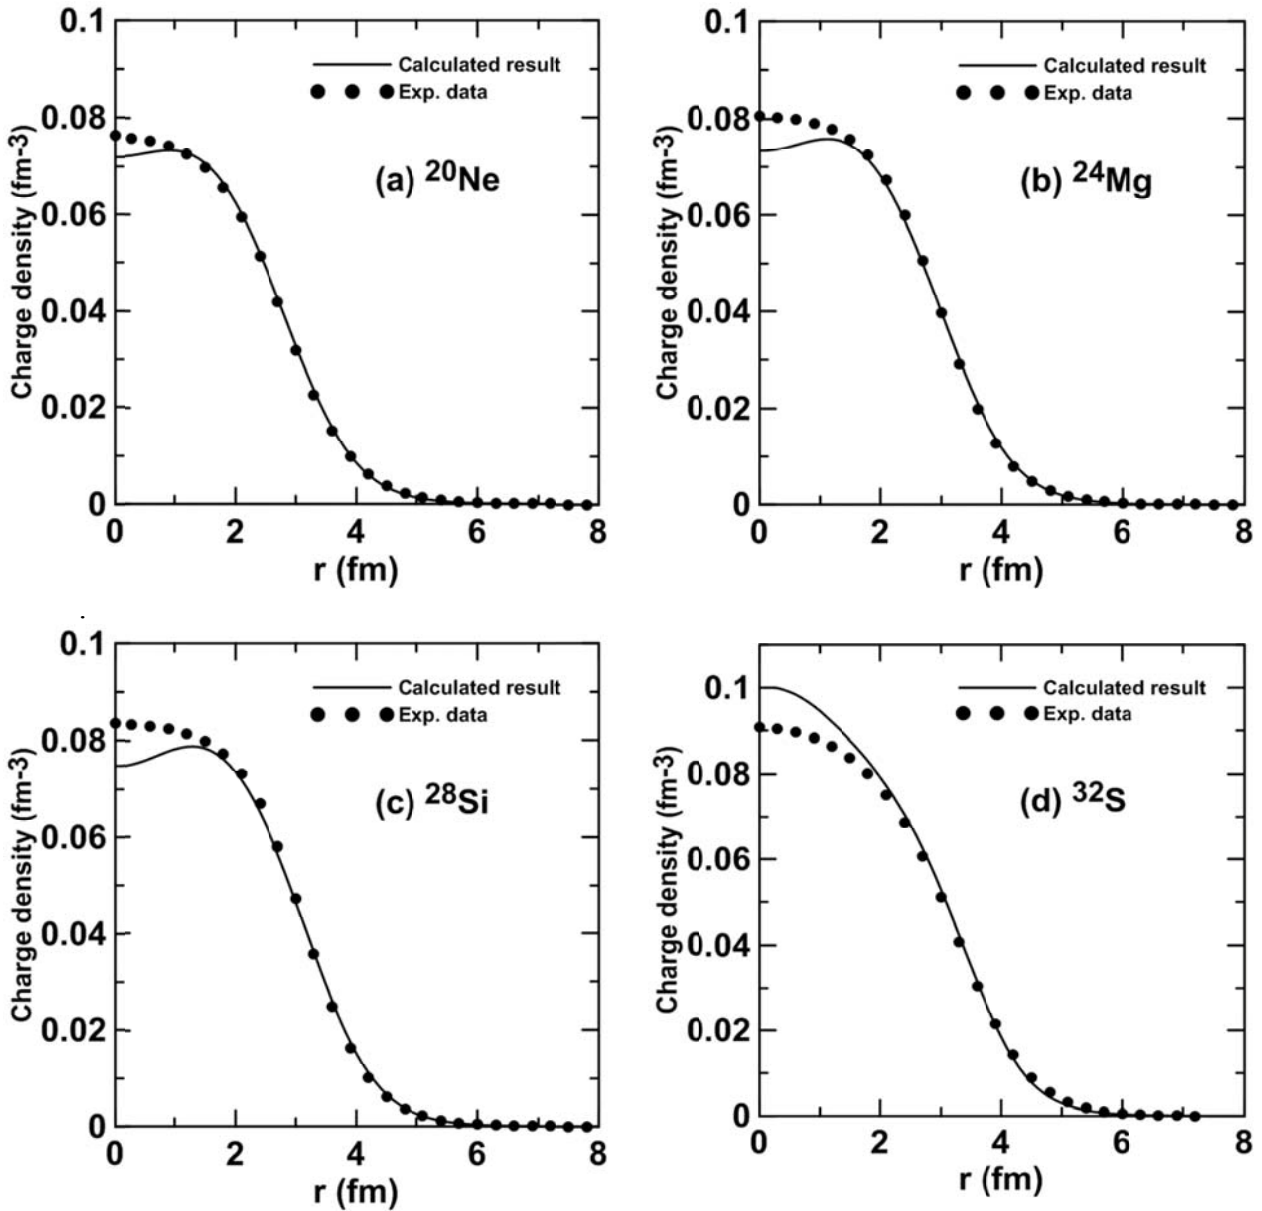 0.1
Calculated result
Exp. data
0.08
(a) 20Ne
0.06
0.04
0.02
0
0 2 4 6 8
r (fm)
Charge density (fm-3)
0.1
Calculated result
Exp. data
0.08
(b) 24Mg
0.06
0.04
0.02
0
0 2 4 6 8
r (fm)
Charge density (fm-3)
0.1
Calculated result
Exp. data
0.08
(c) 28Si
0.06
0.04
0.02
0
0 2 4 6 8
r (fm)
Charge density (fm-3)
0.1
Calculated result
Exp. data
0.08
(d) 32S
0.06
0.04
0.02
0
0 2 4 6 8
r (fm)
Charge density (fm-3)